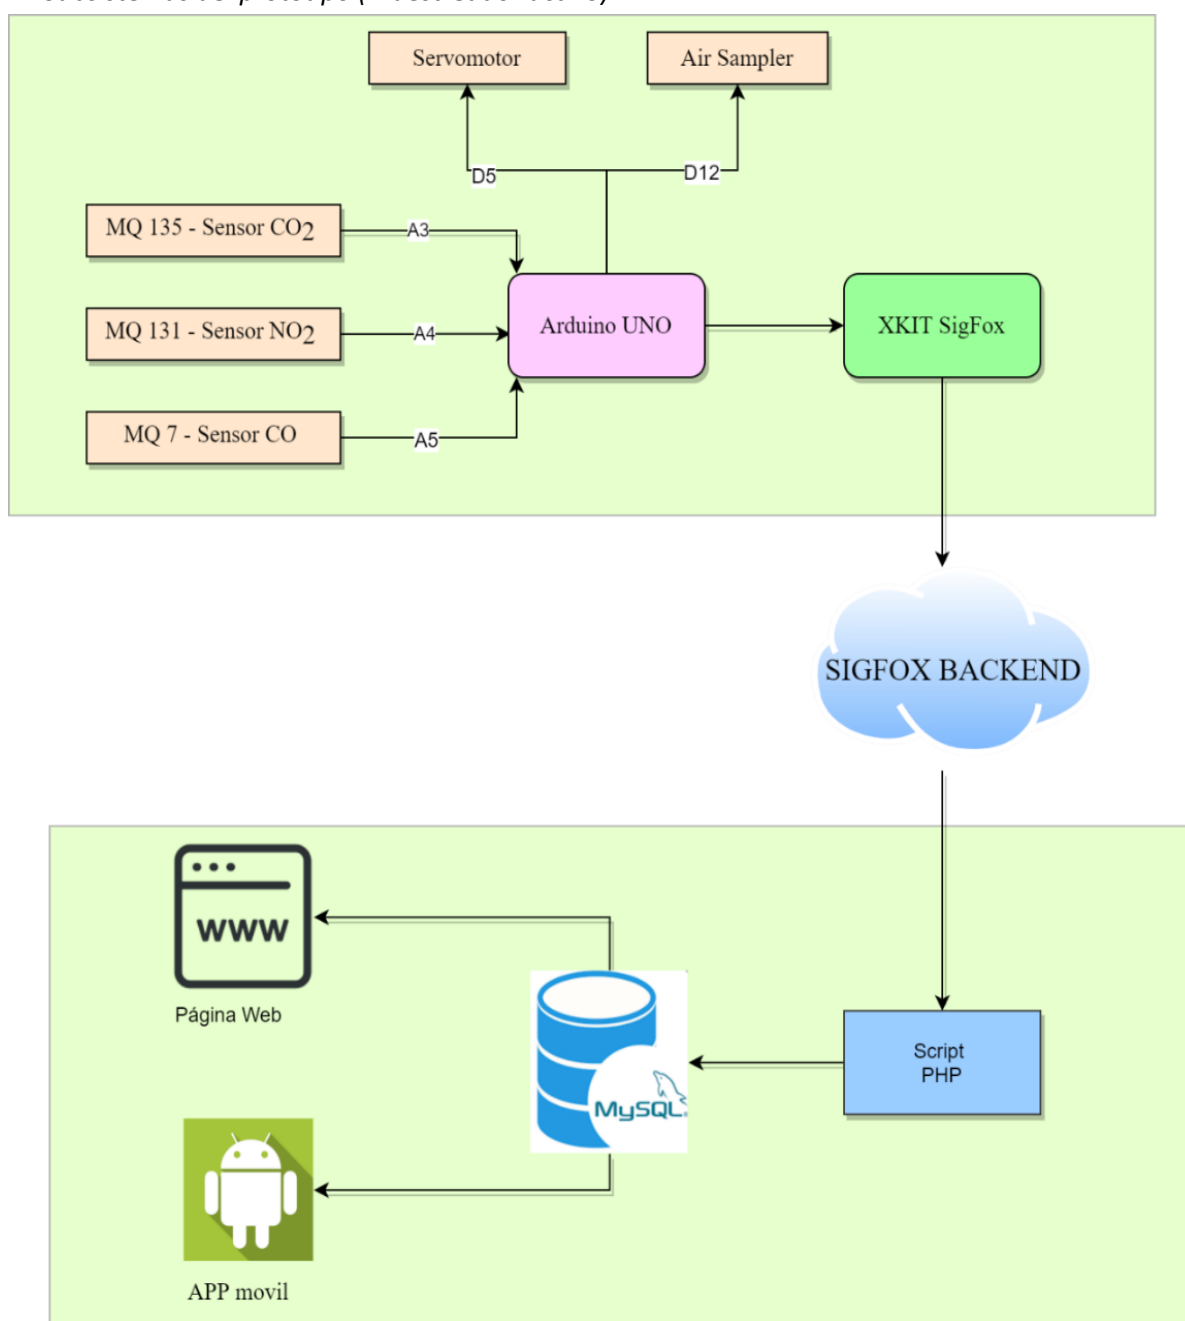 Servomotor
Air Sampler
D5
D12
MQ 135 - Sensor CO2
A3
MQ 131 - Sensor NO2
A4
Arduino UNO
XKIT SigFox
MQ 7 - Sensor CO
A5
SIGFOX BACKEND
www
Página Web
Script
PHP
MySQL
APP movil